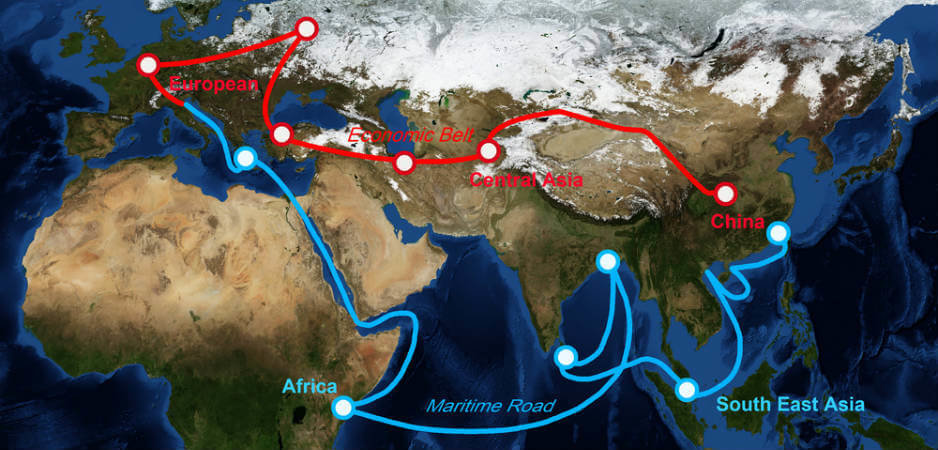 European
Economic Belt
Central Asia
China
Africa
Maritime Road
South East Asia